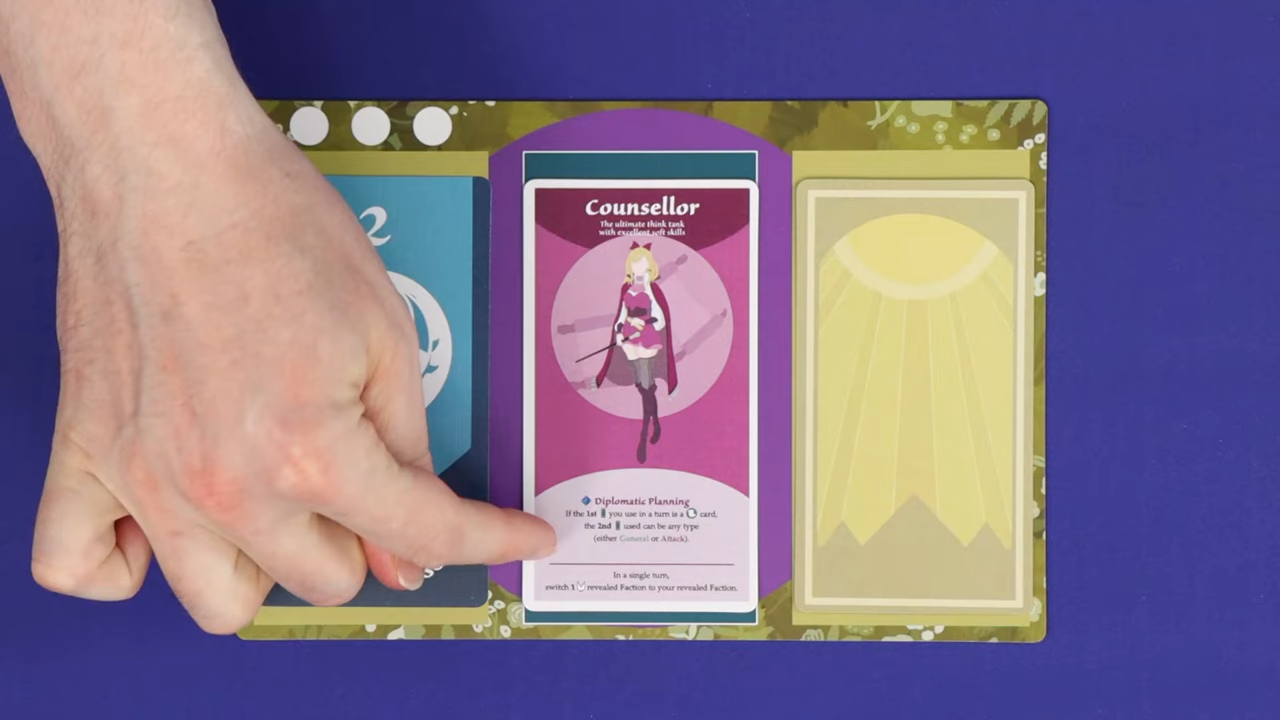 2
Counsellor
The ultimate think tank
with excellent soft skills
Diplomatic Planning
If the 1st you use in a turn is a card,
the 2nd used can be any type
(either General or Attack).
In a single turn,
switch 1 revealed Faction to your revealed Faction.